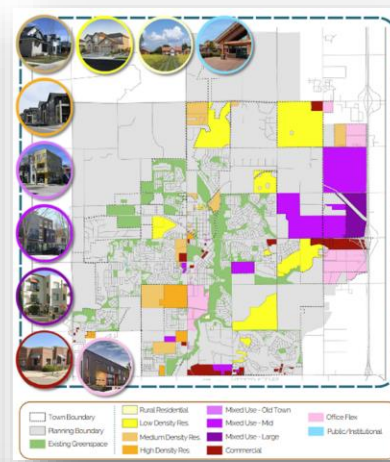 Town Boundary
Planning Boundary
Existing Greenspace
Rural Residential
Low Density Res
Medium Density Res
High Density Res
Mixed Use - Old Town
Mixed Use - Mid
Mixed Use - Large
Commercial
Office Flex
Public/Institutional